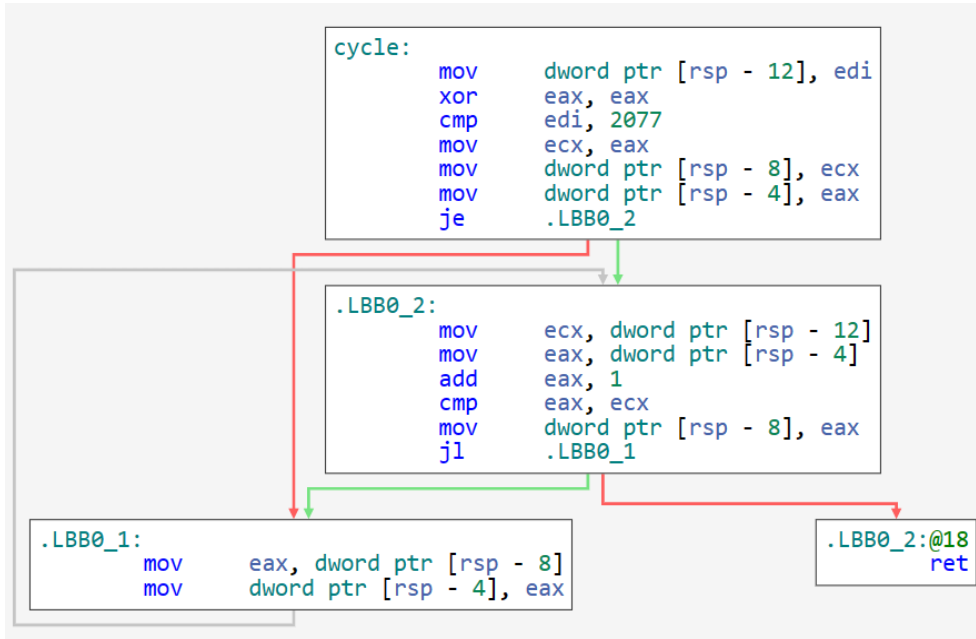 cycle:
mov dword ptr [rsp - 12], edi
xor eax, eax
cmp edi, 2077
mov ecx, eax
mov dword ptr [rsp - 8], ecx
mov dword ptr [rsp - 4], eax
je .LBB0_2
.LBB0_2:
mov ecx, dword ptr [rsp - 12]
mov eax, dword ptr [rsp - 4]
add eax, 1
cmp eax, ecx
mov dword ptr [rsp - 8], eax
jl .LBB0_1
.LBB0_1:
mov eax, dword ptr [rsp - 8]
mov dword ptr [rsp - 4], eax
.LBB0_2:@18
ret